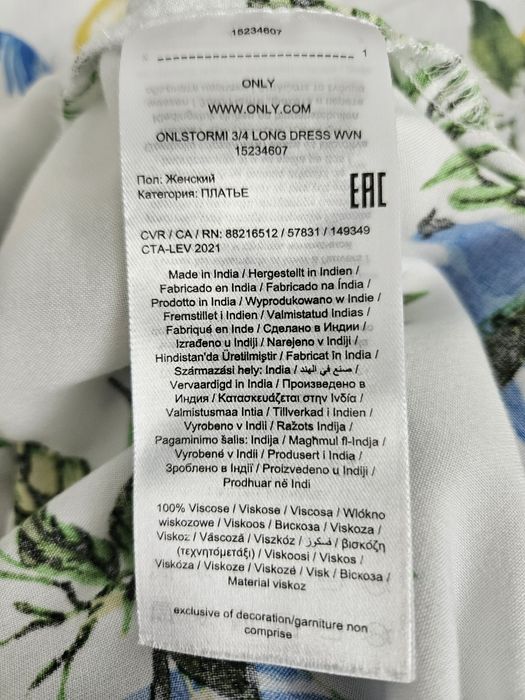 15234607
1
ONLY
WWW.ONLY.COM
ONLSTORMI 3/4 LONG DRESS WVN
15234607
Пол: Женский
Категория: ПЛАТЬЕ
EAC
CVR / CA / RN: 88216512 / 57831 / 149349
CTA-LEV 2021
Made in India / Hergestellt in Indien /
Fabricado en India / Fabricado na Índia /
Prodotto in India / Wyprodukowano w Indie /
Fremstillet i Indien / Valmistatud Indias /
Fabriqué en Inde / Сделано в Индии /
Izrađeno u Indiji / Narejeno v Indiji /
Hindistan'da Üretilmiştir / Fabricat în India /
Származási hely: India / صنع في الهند /
Vervaardigd in India / Произведено в
Индия / Κατασκευάζεται στην Ινδία /
Valmistusmaa Intia / Tillverkad i Indien /
Vyrobeno v Indii / Ražots Indija /
Pagaminimo šalis: Indija / Magħmul fl-Indja /
Vyrobené v Indii / Produsert i India /
Зроблено в Індії / Proizvedeno u Indiji /
Prodhuar në Indi
100% Viscose / Viskose / Viscosa / Włókno
wiskozowe / Viskoos / Вискоза / Viskoza /
Viskoz / Vâscoză / Viszkóz / فسكوز / βισκόζη
(τεχνητόμετάξι) / Viskoosi / Viskos /
Viskóza / Viskoze / Viskozė / Visk / Віскоза /
Material viskoz
exclusive of decoration/garniture non
comprise